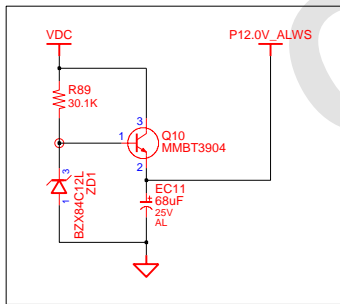 VDC
P12.0V_ALWS
R89
30.1K
3
Q10
1
MMBT3904
2
3
BZX84C12L
ZD1
1
EC11
+
68uF
25V
AL